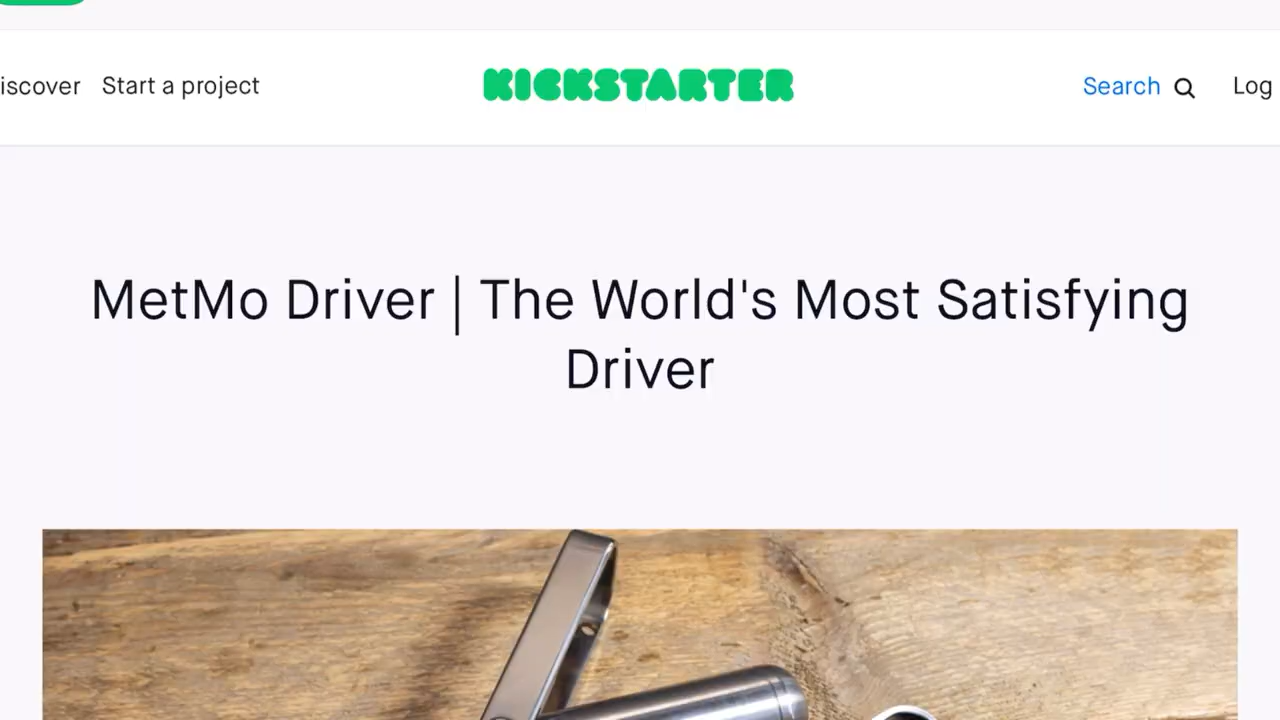 iscover Start a project KICKSTARTER Search Log
MetMo Driver | The World's Most Satisfying
Driver